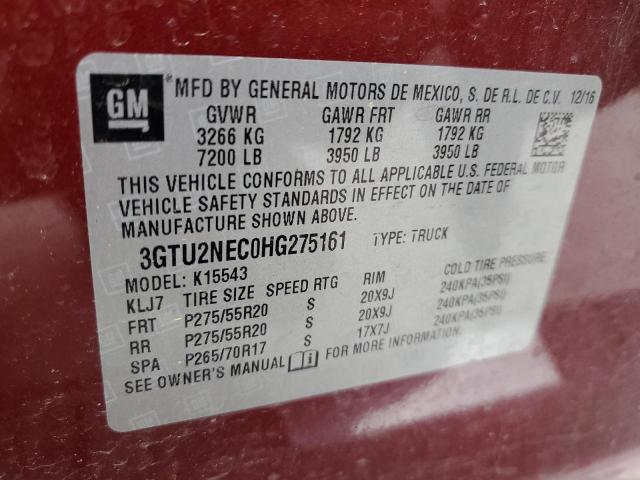 GM
*MFD BY GENERAL MOTORS DE MEXICO, S. DE R.L. DE C.V. 12/16
GVWR GAWR FRT GAWR RR
3266 KG 1792 KG 1792 KG
7200 LB 3950 LB 3950 LB
THIS VEHICLE CONFORMS TO ALL APPLICABLE U.S. FEDERAL MOTOR
VEHICLE SAFETY STANDARDS IN EFFECT ON THE DATE OF
MANUFACTURE SHOWN ABOVE.
3GTU2NEC0HG275161 TYPE: TRUCK
MODEL: K15543
KLJ7 TIRE SIZE SPEED RTG RIM COLD TIRE PRESSURE
FRT P275/55R20 S 20X9J 240KPA(35PSI)
RR P275/55R20 S 20X9J 240KPA(35PSI)
SPA P265/70R17 S 17X7J 240KPA(35PSI)
SEE OWNER'S MANUAL FOR MORE INFORMATION.